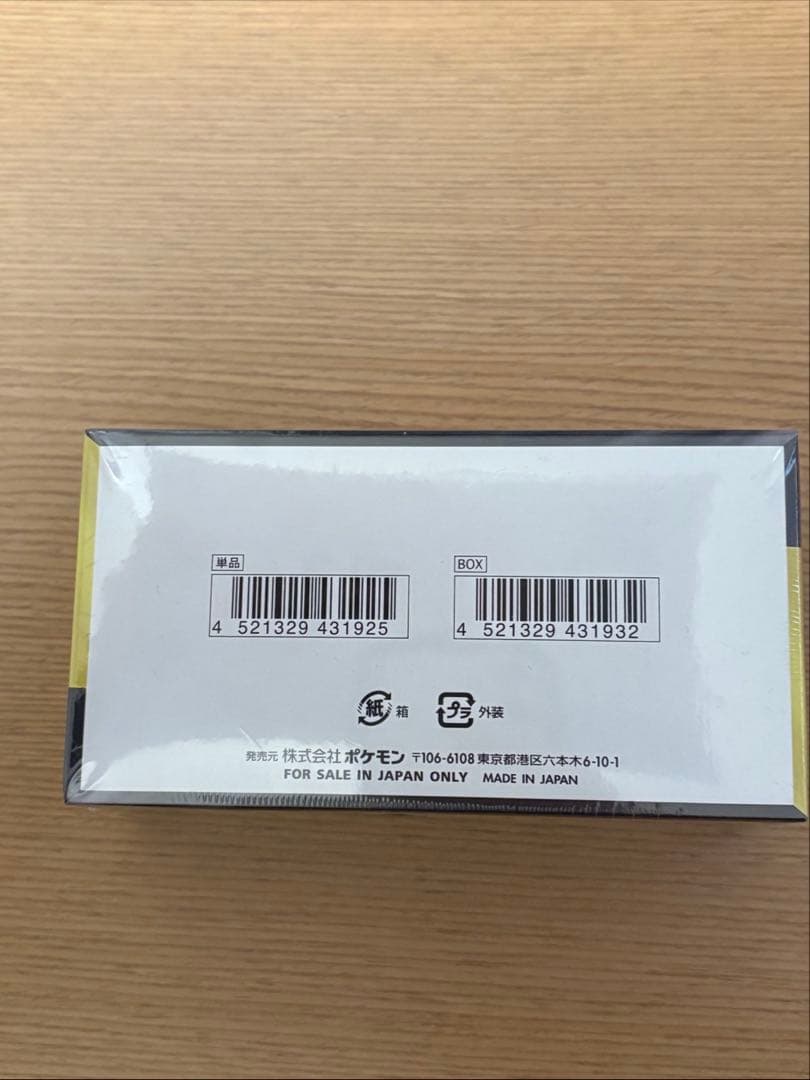 単品
4 521329 431925
BOX
4 521329 431932
紙 箱
プラ 外装
発売元 株式会社 ポケモン 〒106-6108 東京都港区六本木6-10-1
FOR SALE IN JAPAN ONLY MADE IN JAPAN